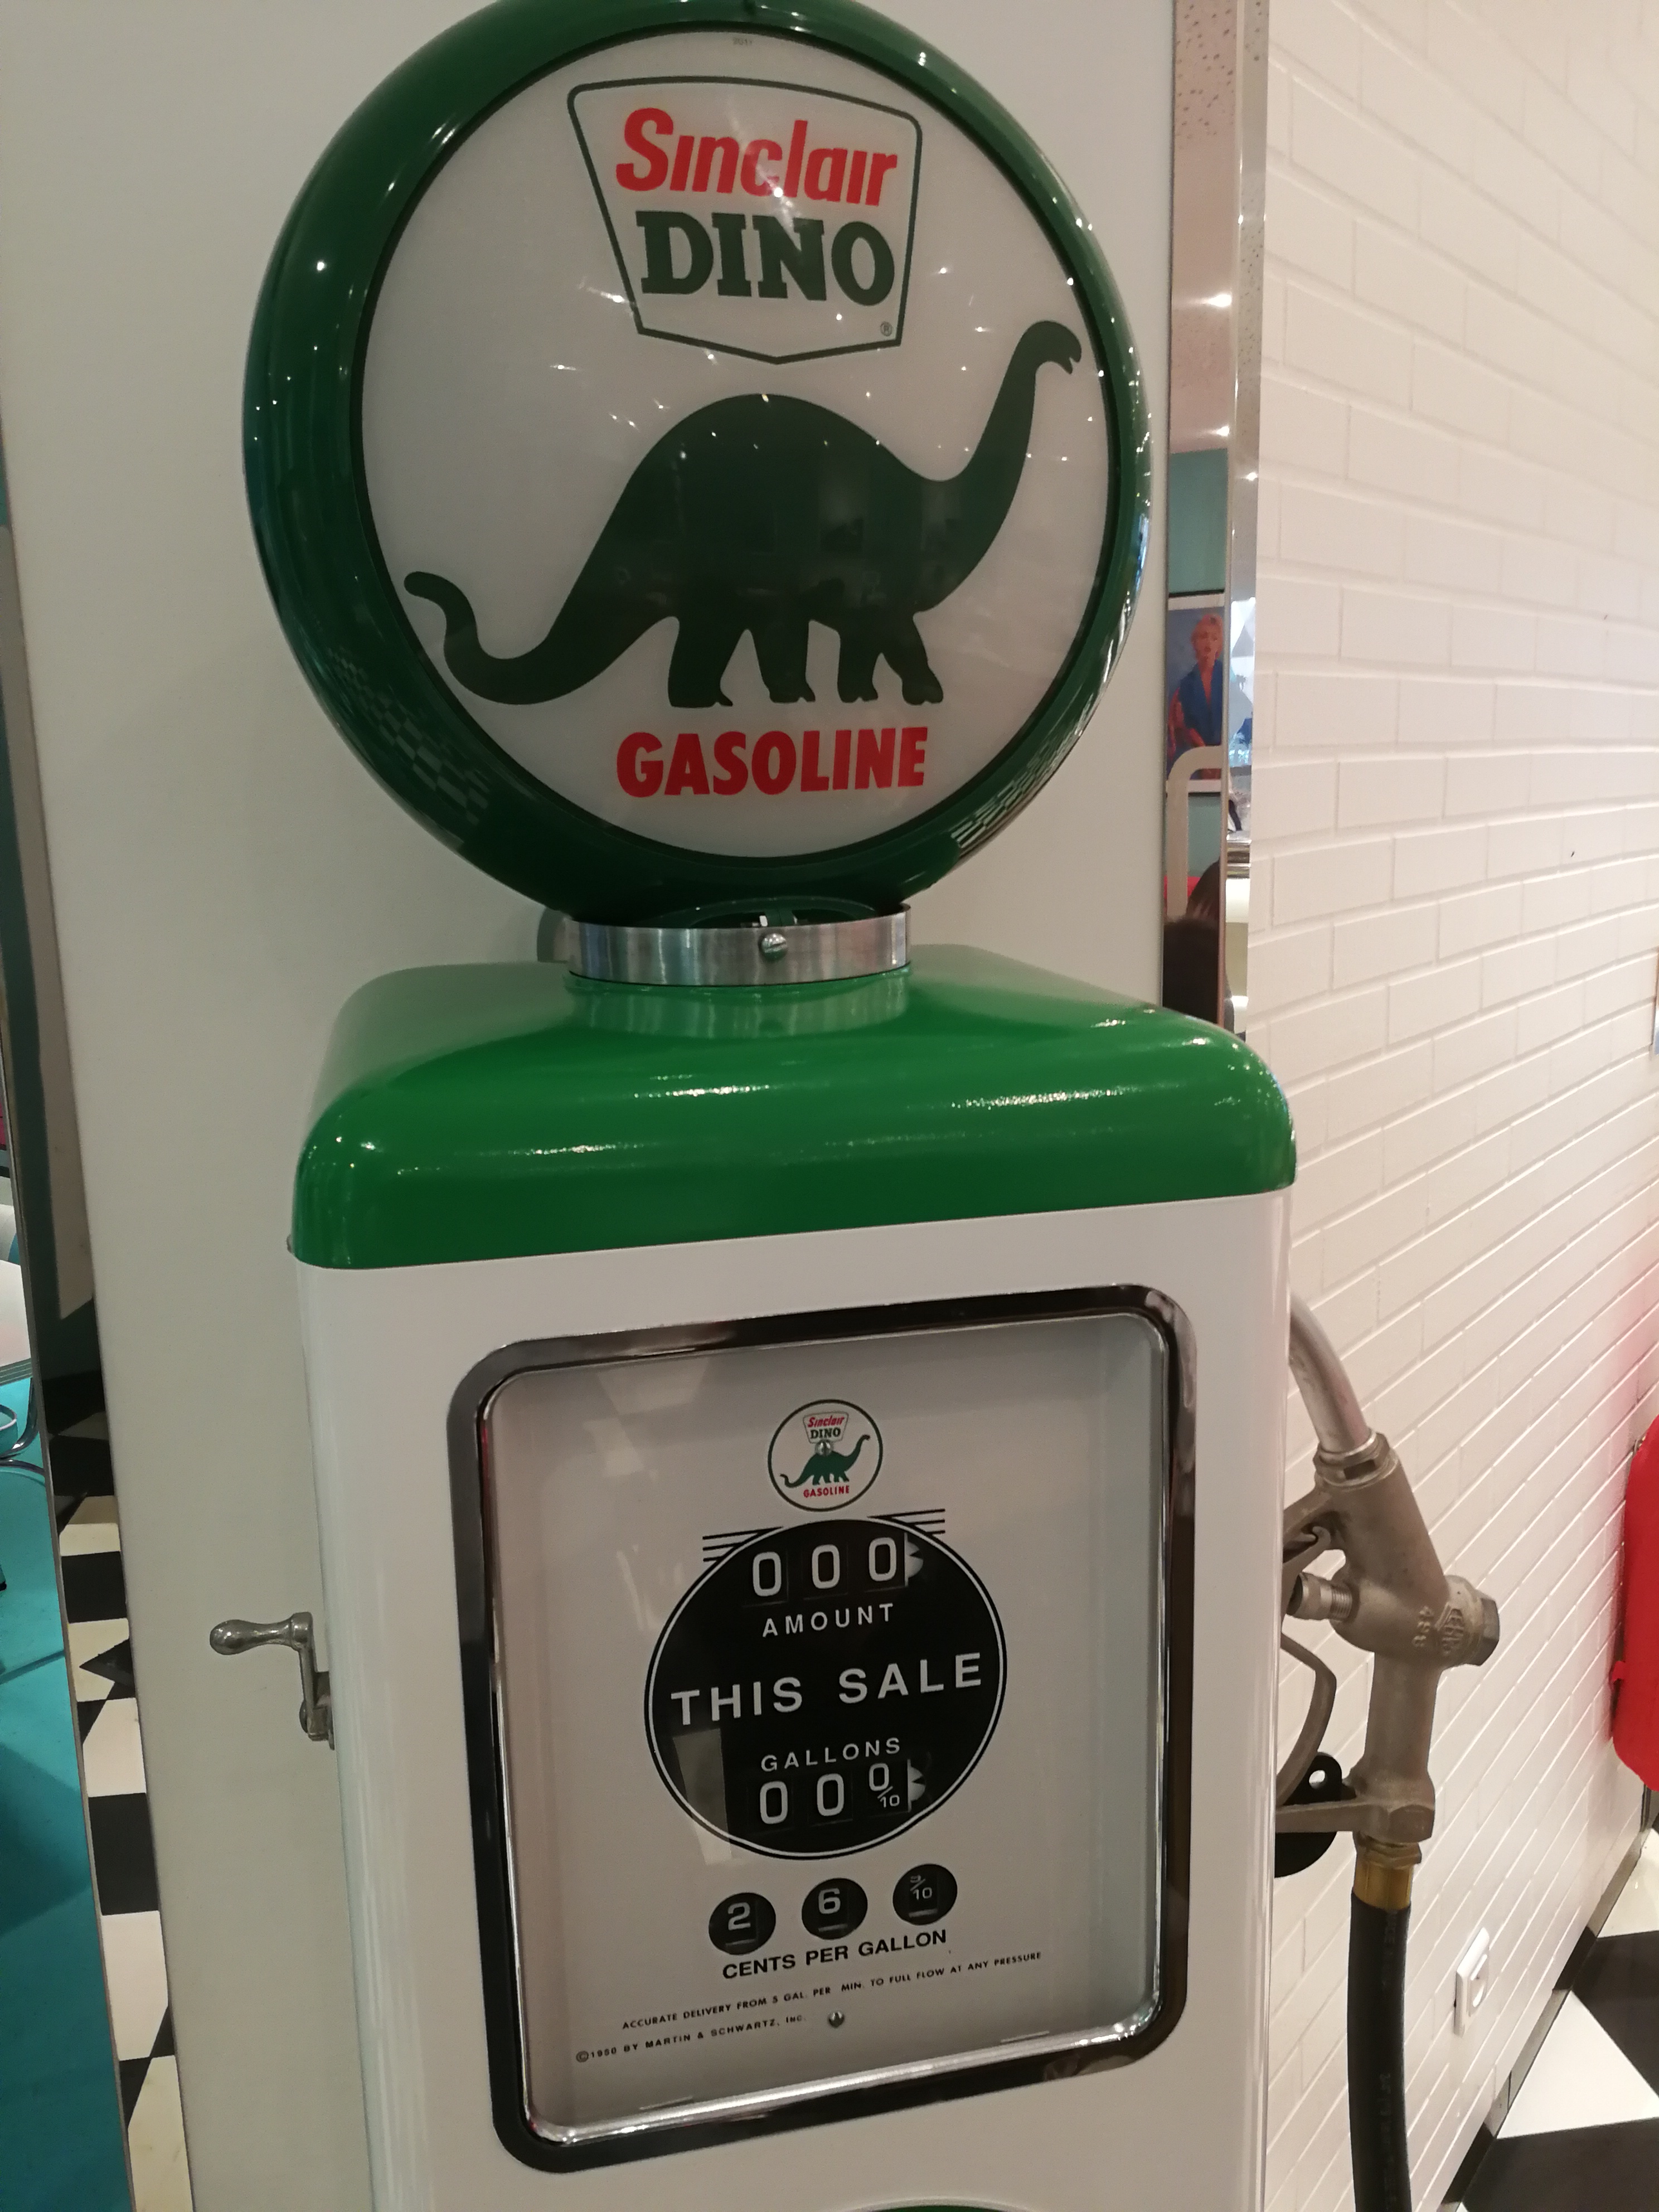 Sinclair
DINO
®
GASOLINE
Sinclair
DINO
GASOLINE
000
AMOUNT
THIS SALE
GALLONS
000/10
2 6 /10
CENTS PER GALLON
ACCURATE DELIVERY FROM 5 GAL. PER MIN. TO FULL FLOW AT ANY PRESSURE
©1950 BY MARTIN & SCHWARTZ, INC.
498